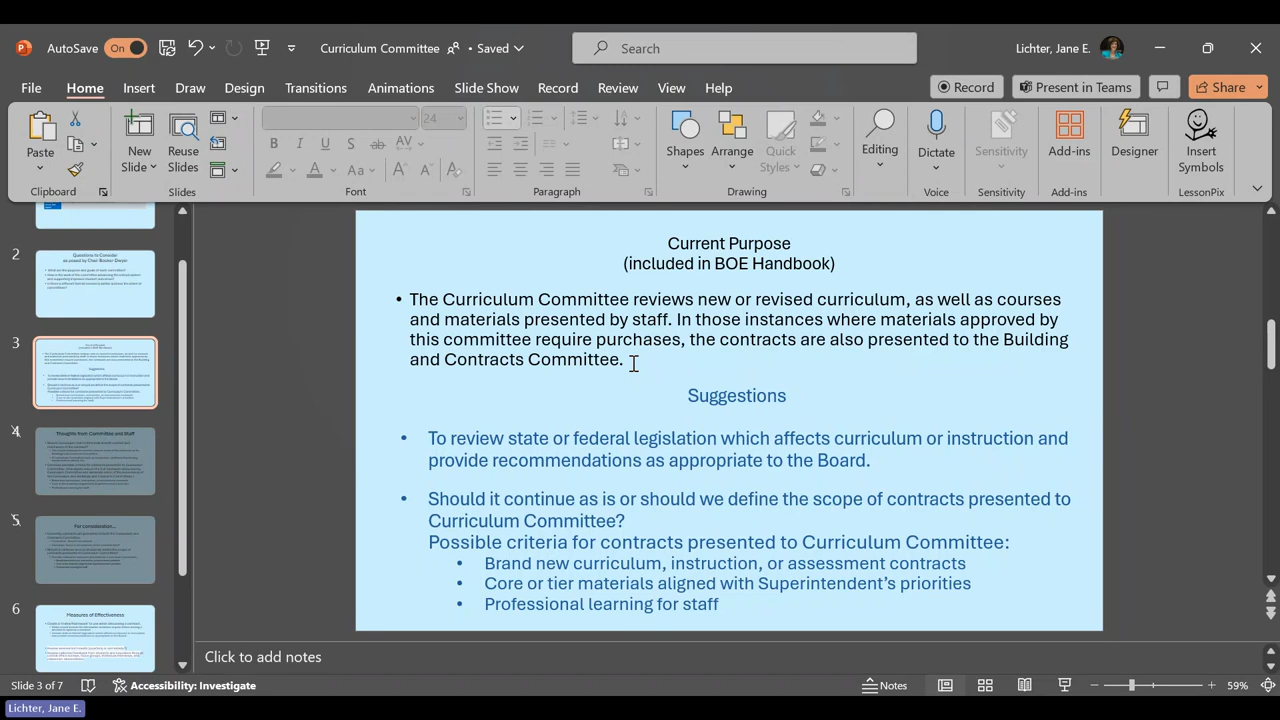 AutoSave On Curriculum Committee • Saved Search Lichter, Jane E.
File Home Insert Draw Design Transitions Animations Slide Show Record Review View Help Record Present in Teams Share
Paste New Slide Reuse Slides 24 Shapes Arrange Quick Styles Editing Dictate Sensitivity Add-ins Designer Insert Symbols
Clipboard Slides Font Paragraph Drawing Voice Sensitivity Add-ins LessonPix
Current Purpose
(included in BOE Handbook)
• The Curriculum Committee reviews new or revised curriculum, as well as courses
and materials presented by staff. In those instances where materials approved by
this committee require purchases, the contracts are also presented to the Building
and Contracts Committee.
Suggestions
• To review state or federal legislation which impacts curriculum or instruction and
provide recommendations as appropriate to the Board.
• Should it continue as is or should we define the scope of contracts presented to
Curriculum Committee?
Possible criteria for contracts presented to Curriculum Committee:
• Brand new curriculum, instruction, or assessment contracts
• Core or tier materials aligned with Superintendent's priorities
• Professional learning for staff
2
Questions to Consider
3
4
Thoughts from Committee and Staff
5
For consideration...
6
Measures of Effectiveness
Click to add notes
Slide 3 of 7 Accessibility: Investigate Notes 59%
Lichter, Jane E.